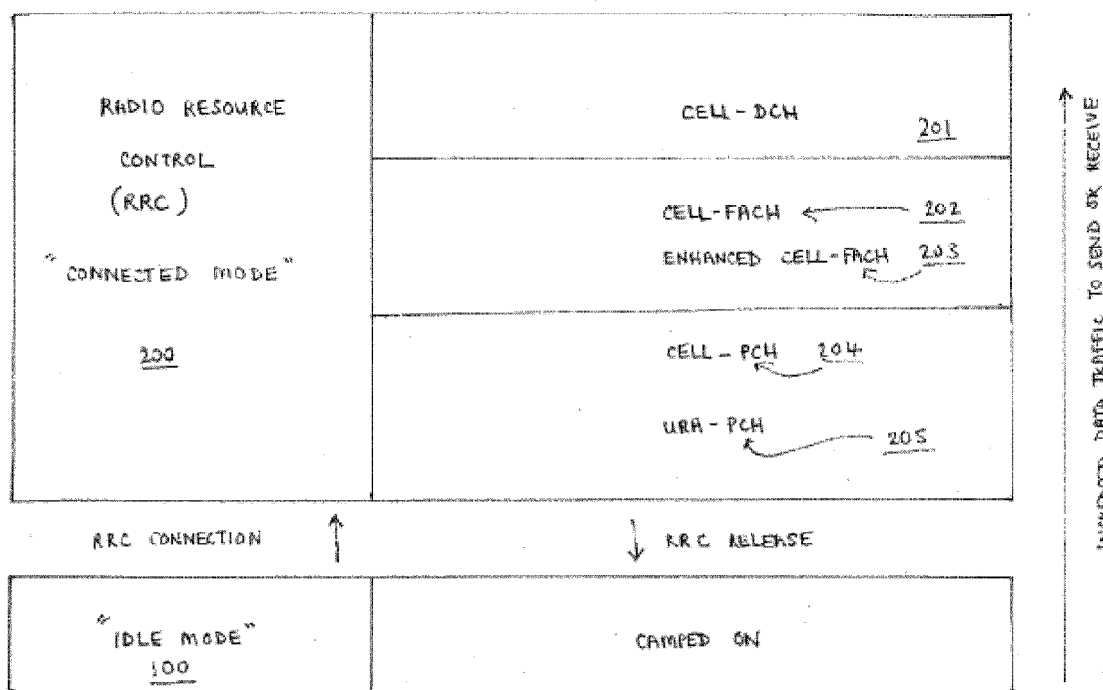 RADIO RESOURCE
CONTROL
(RRC)
"CONNECTED MODE"
200
CELL-DCH
201
CELL-FACH 202
ENHANCED CELL-FACH 203
CELL-PCH 204
URA-PCH
205
RRC CONNECTION
RRC RELEASE
"IDLE MODE"
100
CAMPED ON
DATA TRAFFIC TO SEND OR RECEIVE